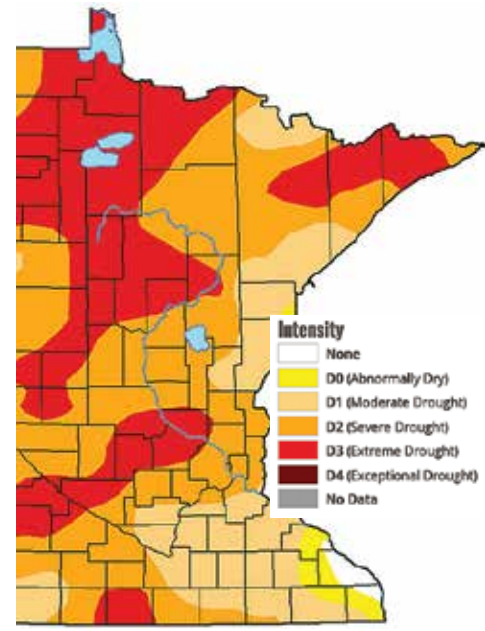 Intensity
None
D0 (Abnormally Dry)
D1 (Moderate Drought)
D2 (Severe Drought)
D3 (Extreme Drought)
D4 (Exceptional Drought)
No Data